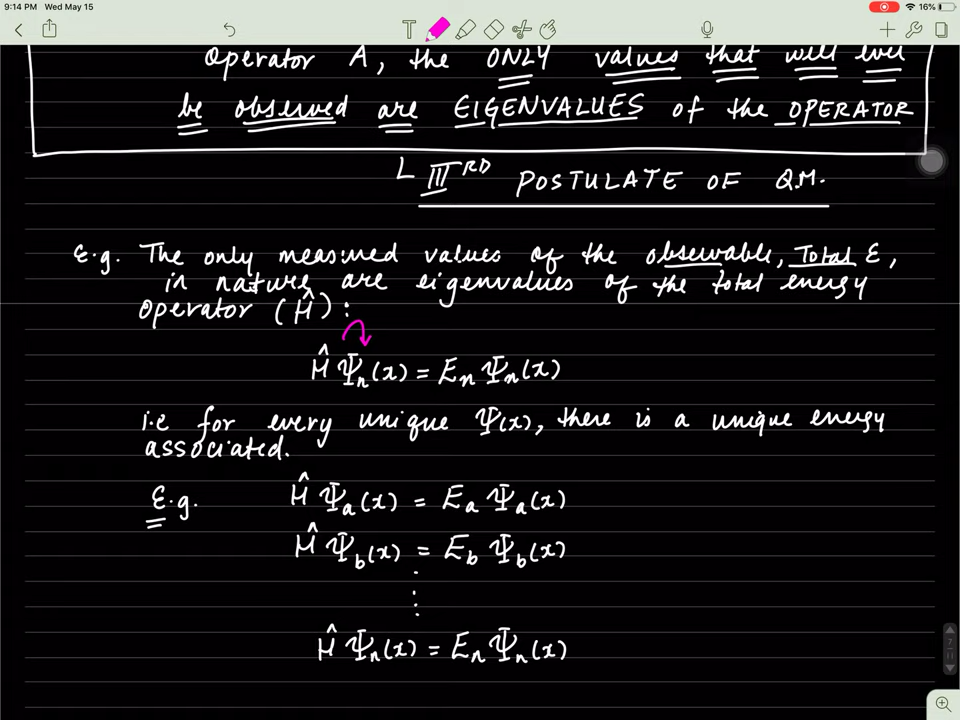 9:14 PM Wed May 15
16%
T
Operator A, the ONLY values that will ever
be observed are EIGENVALUES of the OPERATOR
III RD POSTULATE OF Q.M.
E.g. The only measured values of the observable, Total E,
in nature are eigenvalues of the total energy
operator (Ĥ):
Ĥ Ψn(x) = En Ψn(x)
i.e for every unique Ψ(x), there is a unique energy
associated.
E.g. Ĥ Ψa(x) = Ea Ψa(x)
Ĥ Ψb(x) = Eb Ψb(x)
⋮
Ĥ Ψn(x) = En Ψn(x)